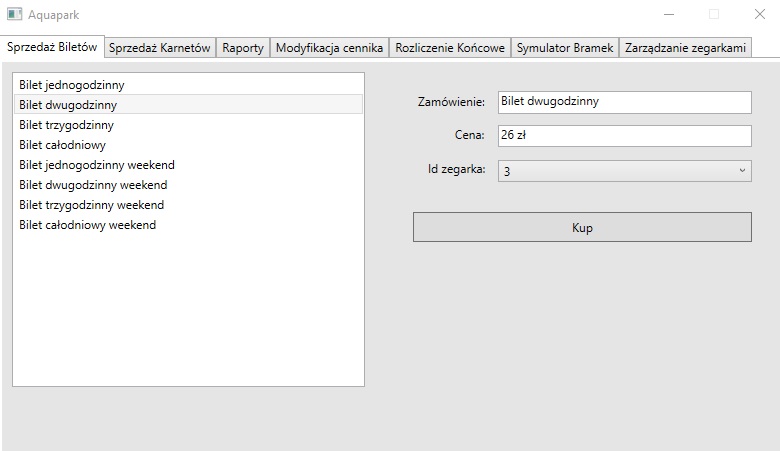 Aquapark
Sprzedaż Biletów Sprzedaż Karnetów Raporty Modyfikacja cennika Rozliczenie Końcowe Symulator Bramek Zarządzanie zegarkami
Bilet jednogodzinny
Bilet dwugodzinny
Bilet trzygodzinny
Bilet całodniowy
Bilet jednogodzinny weekend
Bilet dwugodzinny weekend
Bilet trzygodzinny weekend
Bilet całodniowy weekend
Zamówienie: Bilet dwugodzinny
Cena: 26 zł
Id zegarka: 3
Kup